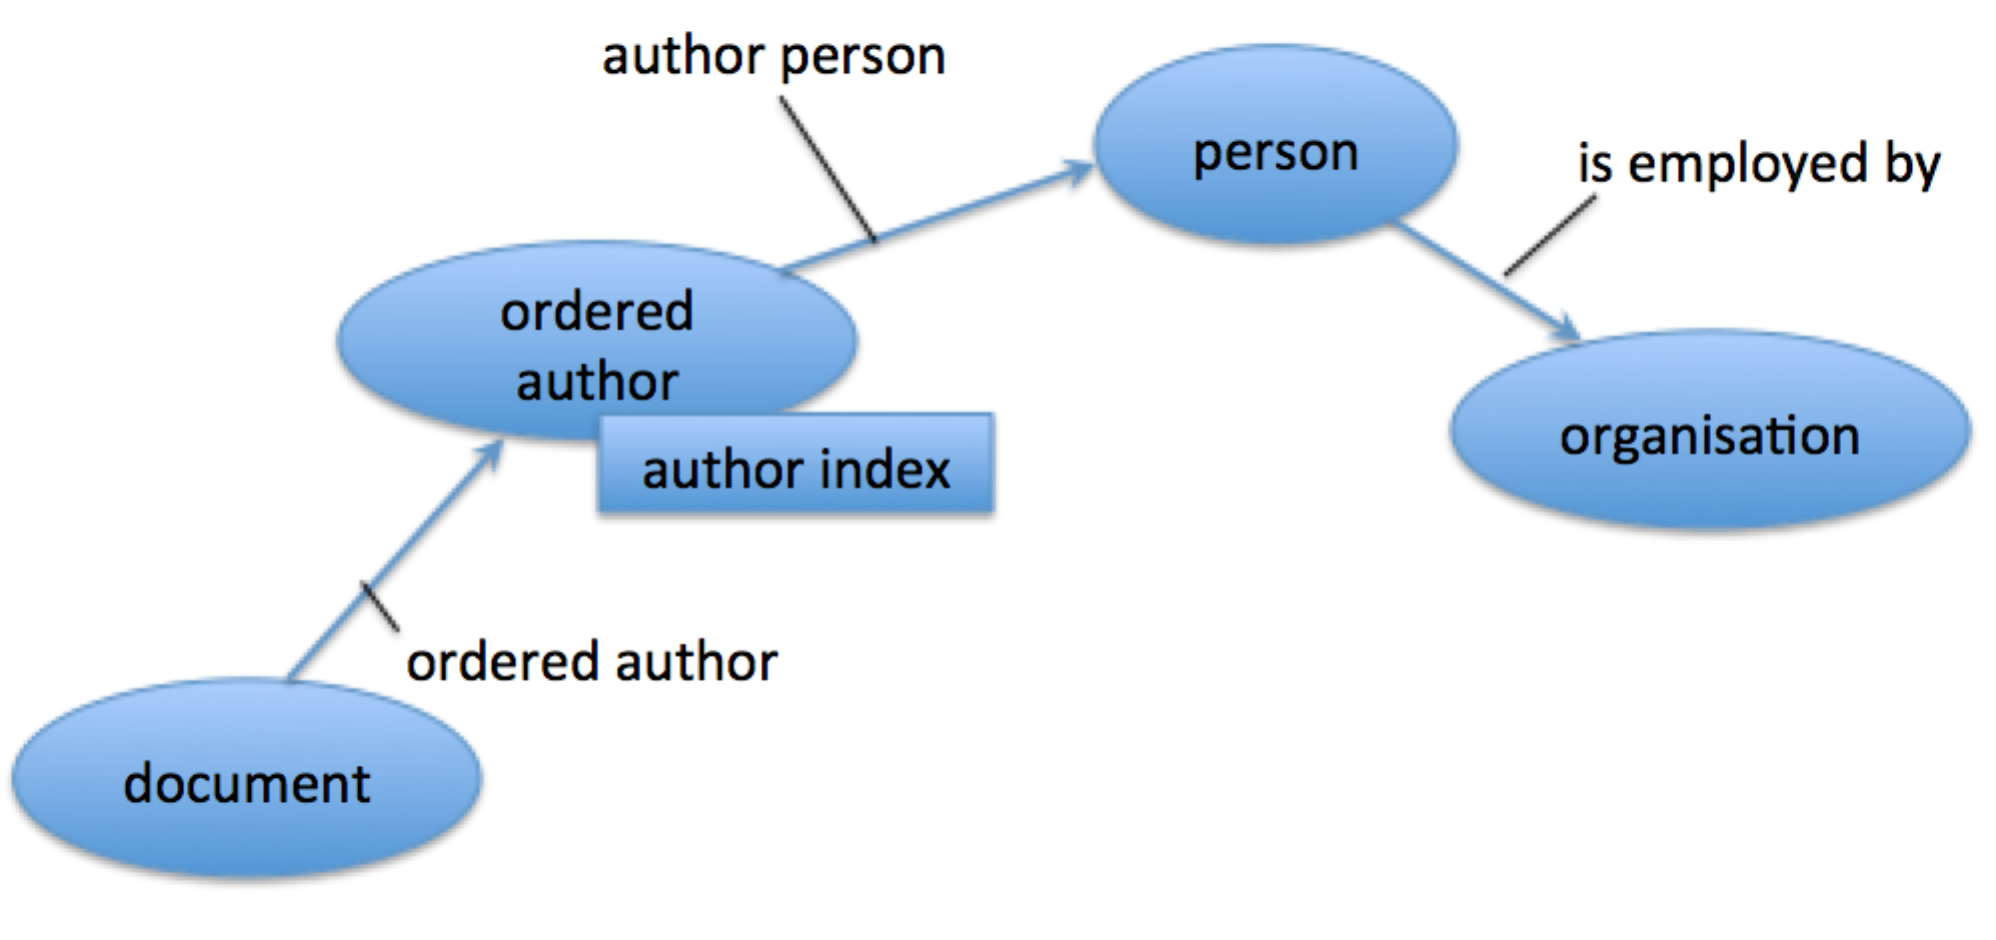 author person
person
is employed by
ordered
author
author index
organisation
ordered author
document